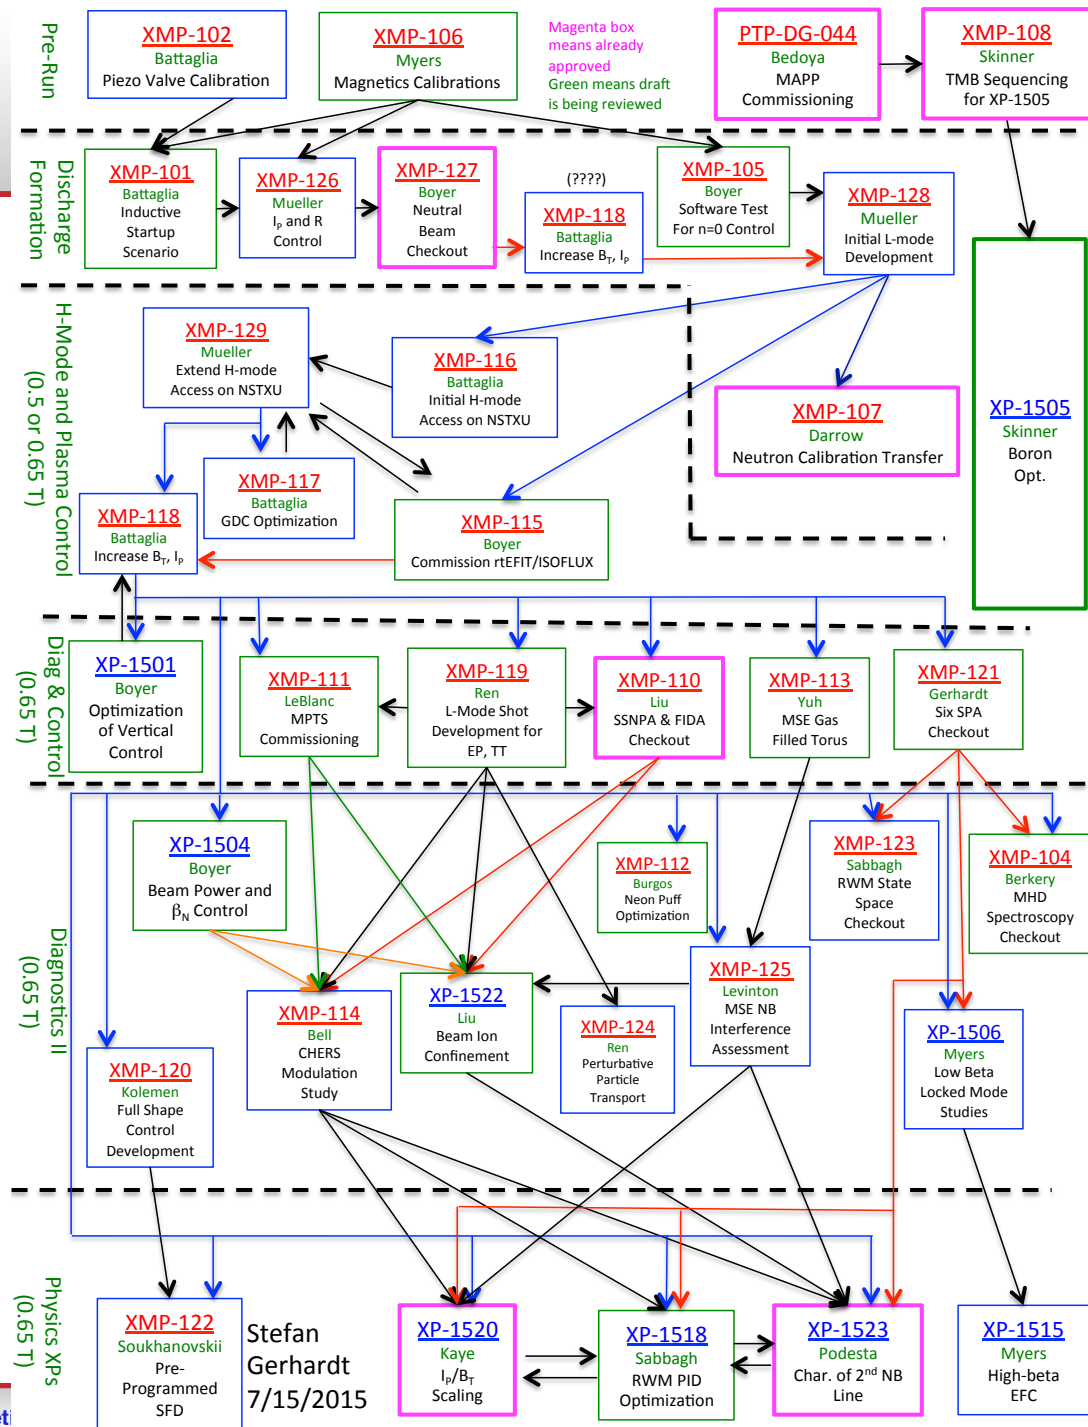 Pre-Run
XMP-102
Battaglia
Piezo Valve Calibration
XMP-106
Myers
Magnetics Calibrations
Magenta box
means already
approved
Green means draft
is being reviewed
PTP-DG-044
Bedoya
MAPP
Commissioning
XMP-108
Skinner
TMB Sequencing
for XP-1505
Discharge
Formation
XMP-101
Battaglia
Inductive
Startup
Scenario
XMP-126
Mueller
IP and R
Control
XMP-127
Boyer
Neutral
Beam
Checkout
(????)
XMP-118
Battaglia
Increase BT, IP
XMP-105
Boyer
Software Test
For n=0 Control
XMP-128
Mueller
Initial L-mode
Development
H-Mode and Plasma Control
(0.5 or 0.65 T)
XMP-129
Mueller
Extend H-mode
Access on NSTXU
XMP-116
Battaglia
Initial H-mode
Access on NSTXU
XMP-107
Darrow
Neutron Calibration Transfer
XP-1505
Skinner
Boron
Opt.
XMP-117
Battaglia
GDC Optimization
XMP-118
Battaglia
Increase BT, IP
XMP-115
Boyer
Commission rtEFIT/ISOFLUX
Diag & Control
(0.65 T)
XP-1501
Boyer
Optimization
of Vertical
Control
XMP-111
LeBlanc
MPTS
Commissioning
XMP-119
Ren
L-Mode Shot
Development for
EP, TT
XMP-110
Liu
SSNPA & FIDA
Checkout
XMP-113
Yuh
MSE Gas
Filled Torus
XMP-121
Gerhardt
Six SPA
Checkout
Diagnostics II
(0.65 T)
XP-1504
Boyer
Beam Power and
βN Control
XMP-112
Burgos
Neon Puff
Optimization
XMP-123
Sabbagh
RWM State
Space
Checkout
XMP-104
Berkery
MHD
Spectroscopy
Checkout
XMP-114
Bell
CHERS
Modulation
Study
XP-1522
Liu
Beam Ion
Confinement
XMP-124
Ren
Perturbative
Particle
Transport
XMP-125
Levinton
MSE NB
Interference
Assessment
XP-1506
Myers
Low Beta
Locked Mode
Studies
XMP-120
Kolemen
Full Shape
Control
Development
Physics XPs
(0.65 T)
XMP-122
Soukhanovskii
Pre-
Programmed
SFD
Stefan
Gerhardt
7/15/2015
XP-1520
Kaye
IP/BT
Scaling
XP-1518
Sabbagh
RWM PID
Optimization
XP-1523
Podesta
Char. of 2nd NB
Line
XP-1515
Myers
High-beta
EFC